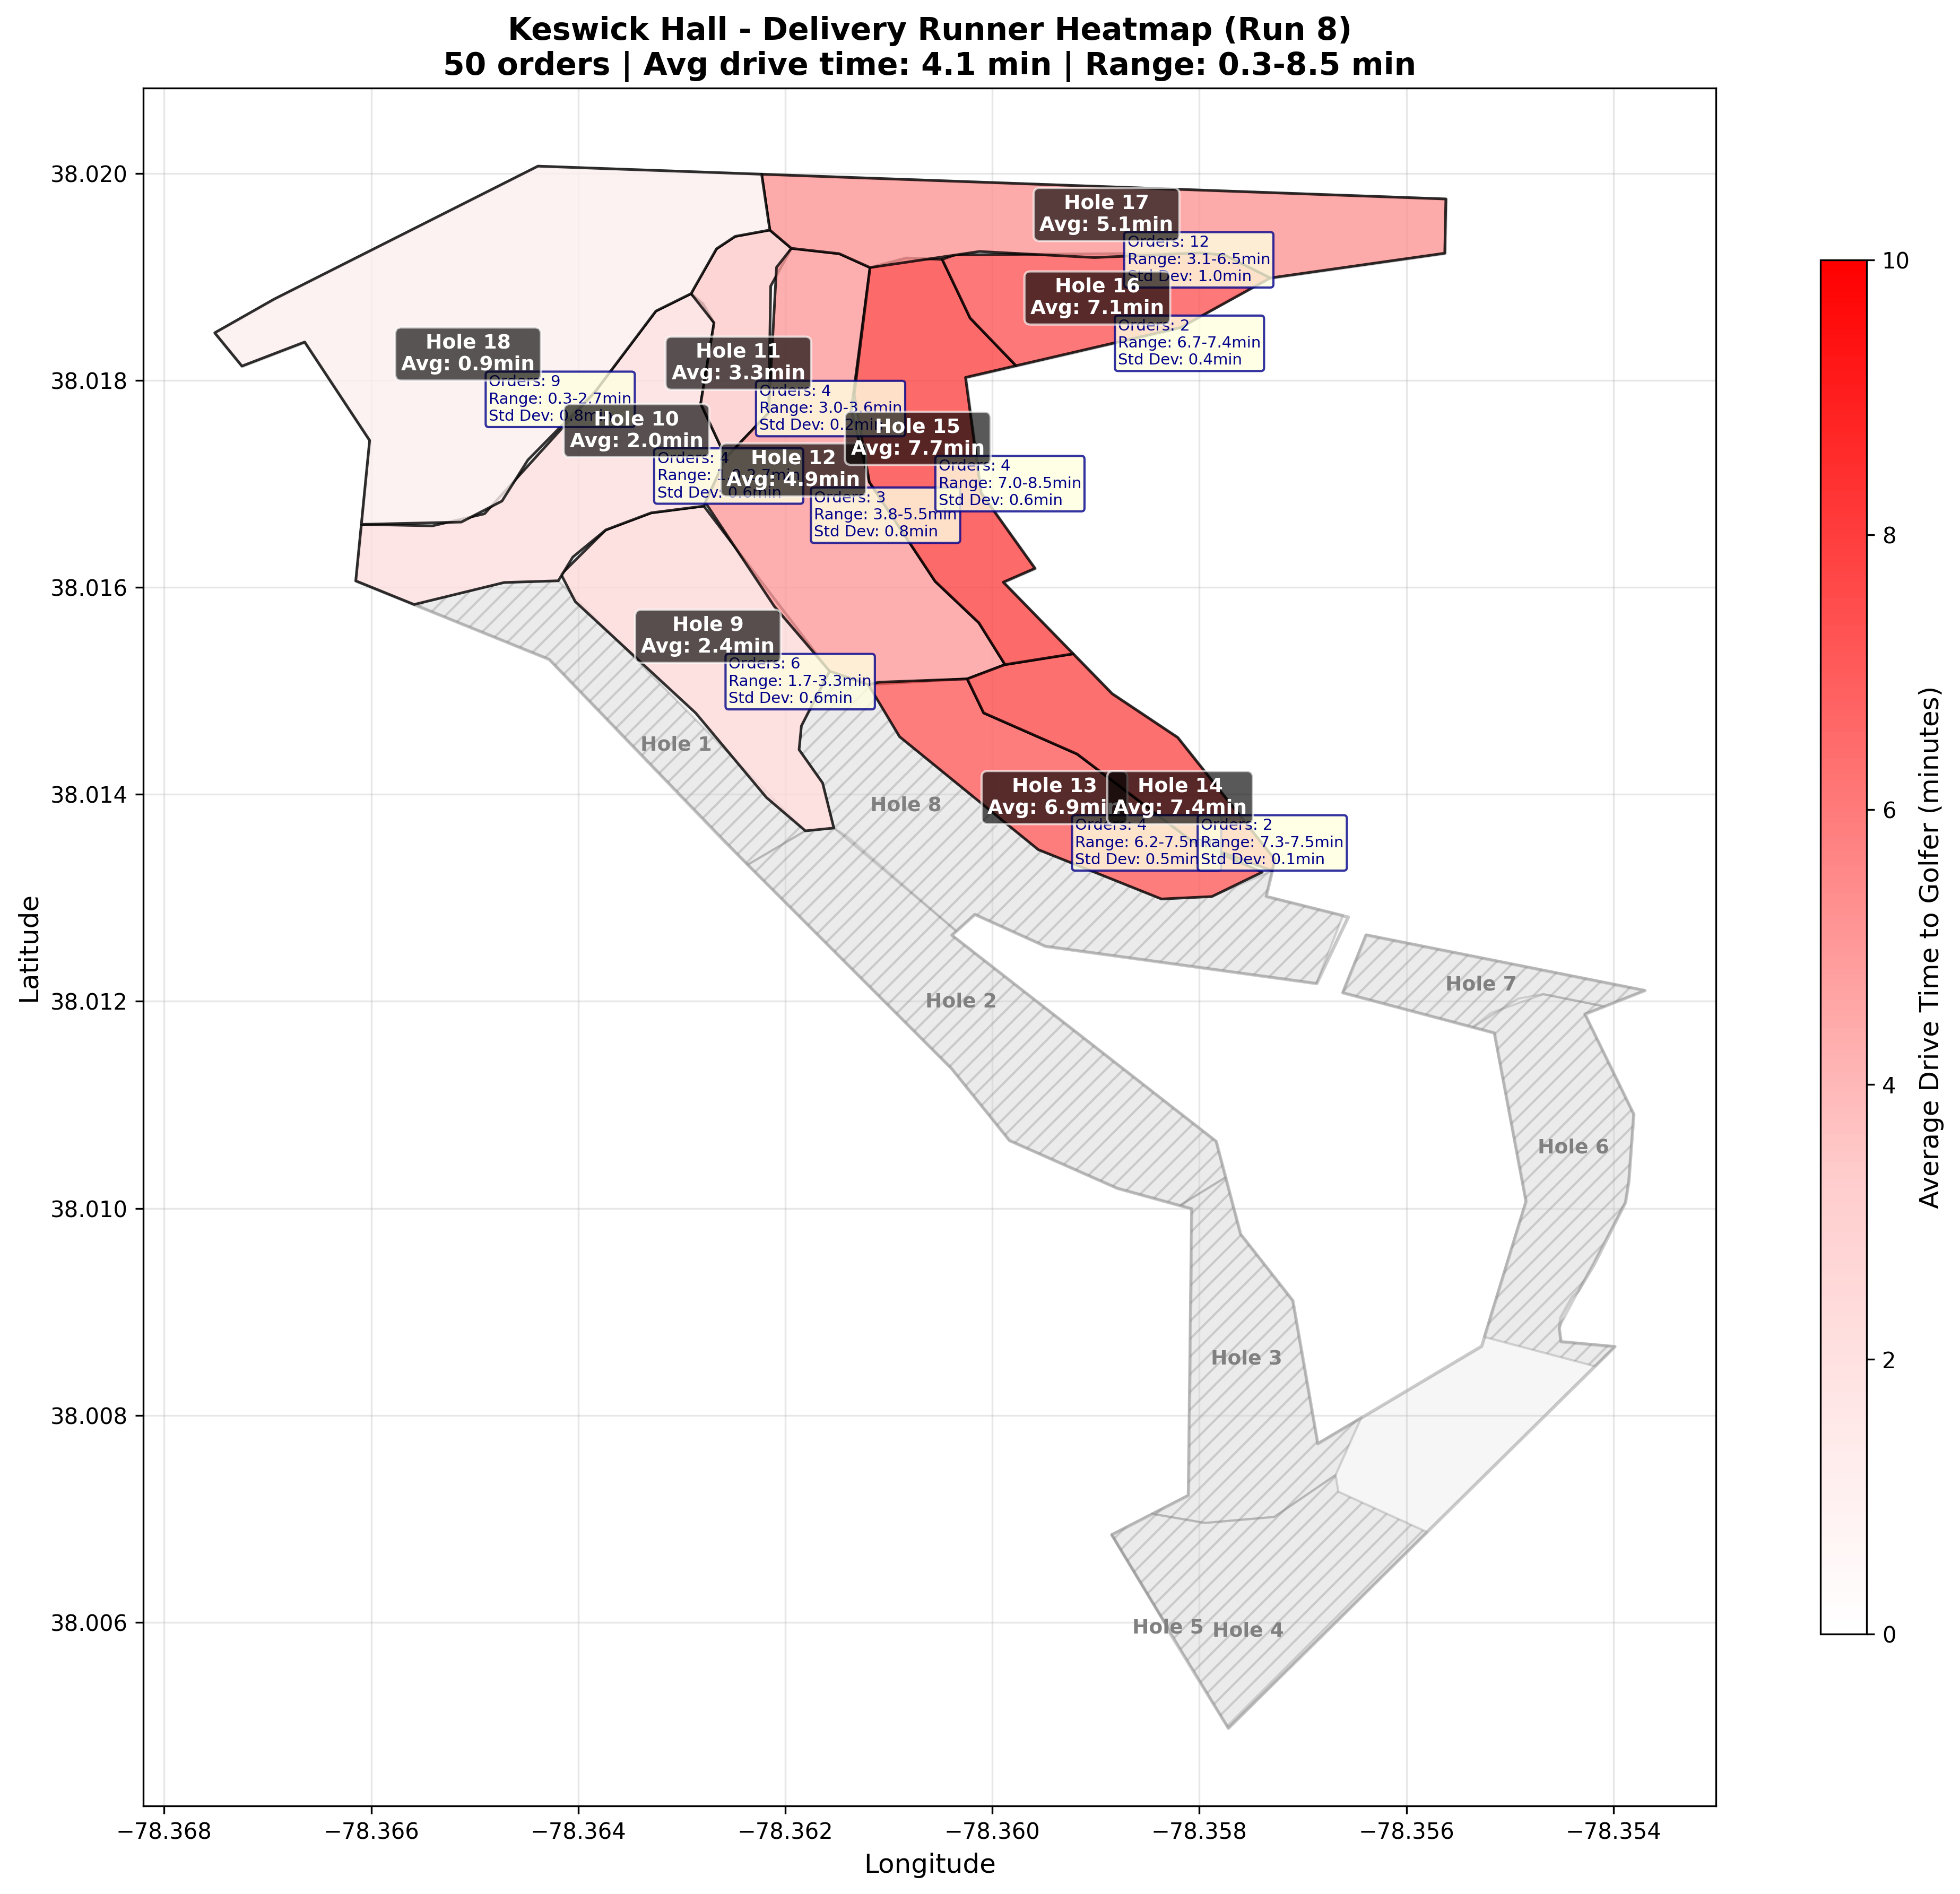 Keswick Hall - Delivery Runner Heatmap (Run 8)
50 orders | Avg drive time: 4.1 min | Range: 0.3-8.5 min
Hole 17
Avg: 5.1min
Orders: 12
Range: 3.1-6.5min
Std Dev: 1.0min
Hole 16
Avg: 7.1min
Orders: 2
Range: 6.7-7.4min
Std Dev: 0.4min
Hole 18
Avg: 0.9min
Orders: 9
Range: 0.3-2.7min
Std Dev: 0.8min
Hole 11
Avg: 3.3min
Orders: 4
Range: 3.0-3.6min
Std Dev: 0.2min
Hole 10
Avg: 2.0min
Orders: 4
Range:
Std Dev: 0.6min
Hole 15
Avg: 7.7min
Orders: 4
Range: 7.0-8.5min
Std Dev: 0.6min
Hole 12
Avg: 4.9min
Orders: 3
Range: 3.8-5.5min
Std Dev: 0.8min
Hole 9
Avg: 2.4min
Orders: 6
Range: 1.7-3.3min
Std Dev: 0.6min
Hole 13
Avg: 6.9min
Orders: 4
Range: 6.2-7.5m
Std Dev: 0.5min
Hole 14
Avg: 7.4min
Orders: 2
Range: 7.3-7.5min
Std Dev: 0.1min
Hole 1
Hole 8
Hole 2
Hole 7
Hole 6
Hole 3
Hole 5
Hole 4
38.020
38.018
38.016
38.014
38.012
38.010
38.008
38.006
Latitude
−78.368
−78.366
−78.364
−78.362
−78.360
−78.358
−78.356
−78.354
Longitude
10
8
6
4
2
0
Average Drive Time to Golfer (minutes)